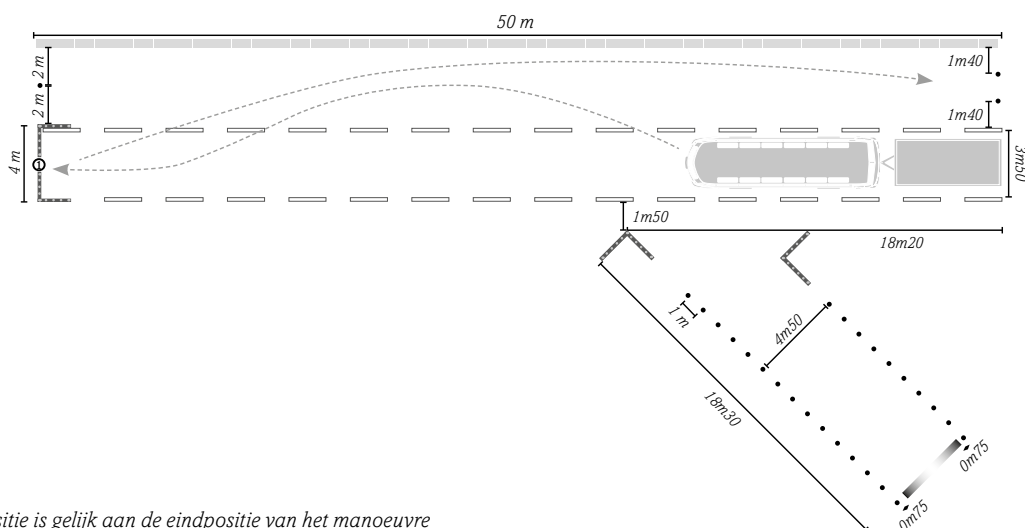 50 m
2 m
1m40
2 m
1m40
4 m
1
3m50
1m50
18m20
1 m
4m50
18m30
0m75
0m75
is gelijk aan de eindpositie van het manoeuvre